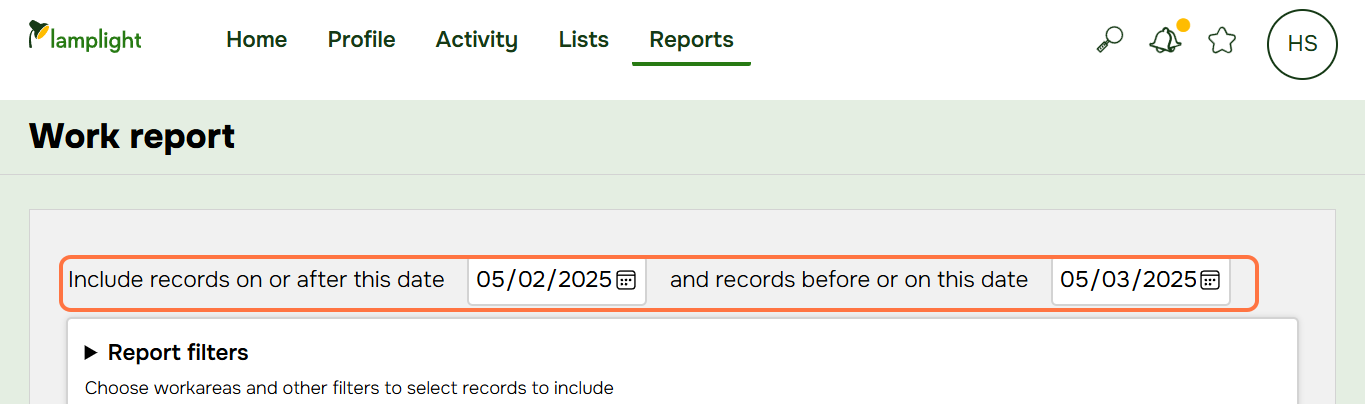 lamplight Home Profile Activity Lists Reports HS
Work report
Include records on or after this date 05/02/2025 and records before or on this date 05/03/2025
Report filters
Choose workareas and other filters to select records to include